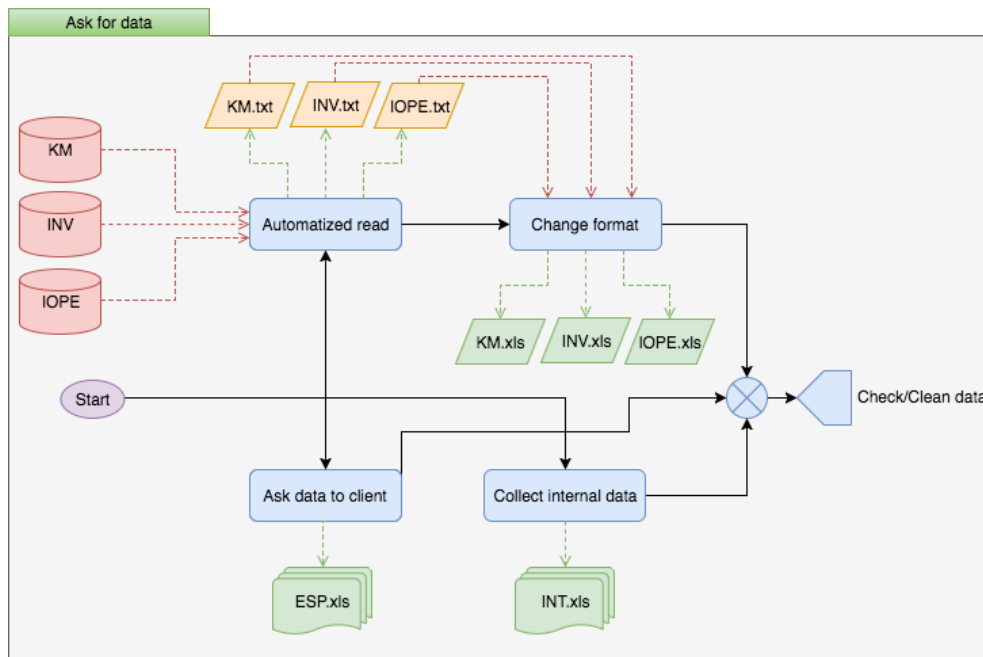 Ask for data
KM.txt
INV.txt
IOPE.txt
KM
INV
IOPE
Automatized read
Change format
KM.xls
INV.xls
IOPE.xls
Start
Check/Clean data
Ask data to client
Collect internal data
ESP.xls
INT.xls